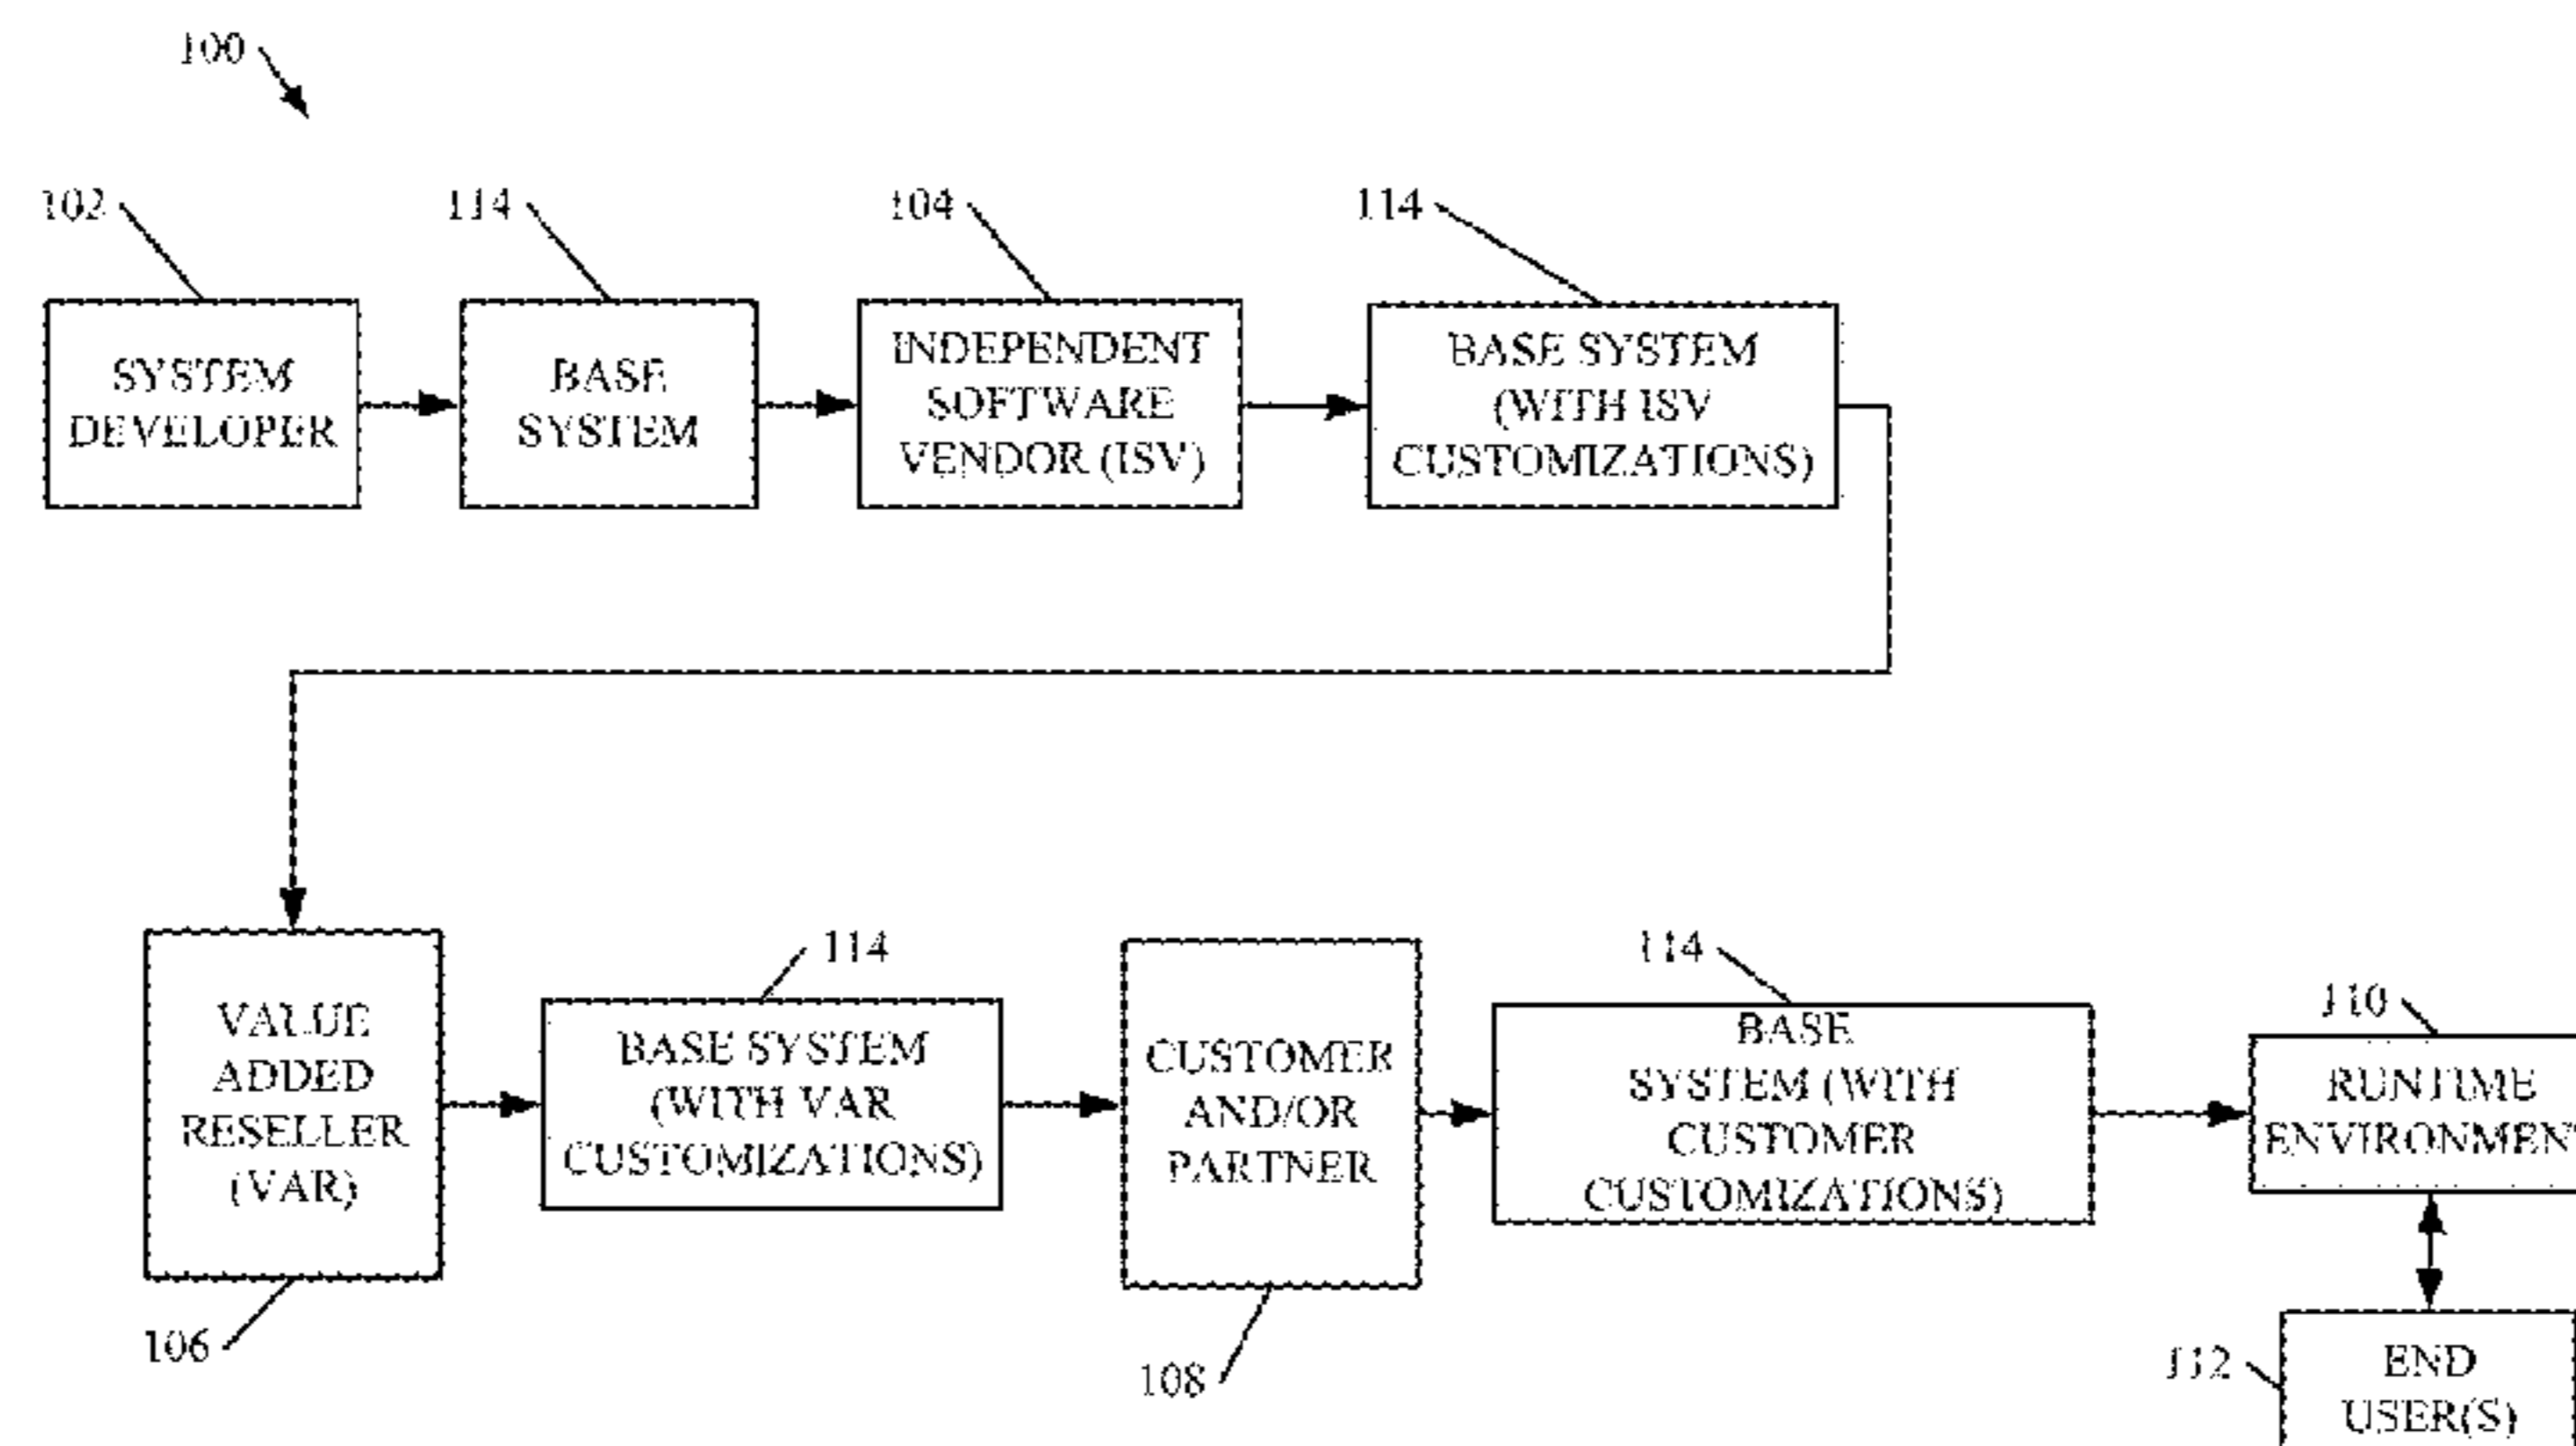 100
102
114
104
114
SYSTEM
DEVELOPER
BASE
SYSTEM
INDEPENDENT
SOFTWARE
VENDOR (ISV)
BASE SYSTEM
(WITH ISV
CUSTOMIZATIONS)
VALUE
ADDED
RESELLER
(VAR)
106
114
BASE SYSTEM
(WITH VAR
CUSTOMIZATIONS)
CUSTOMER
AND/OR
PARTNER
108
114
BASE
SYSTEM (WITH
CUSTOMER
CUSTOMIZATIONS)
110
RUNTIME
ENVIRONMENT
112
END
USER(S)